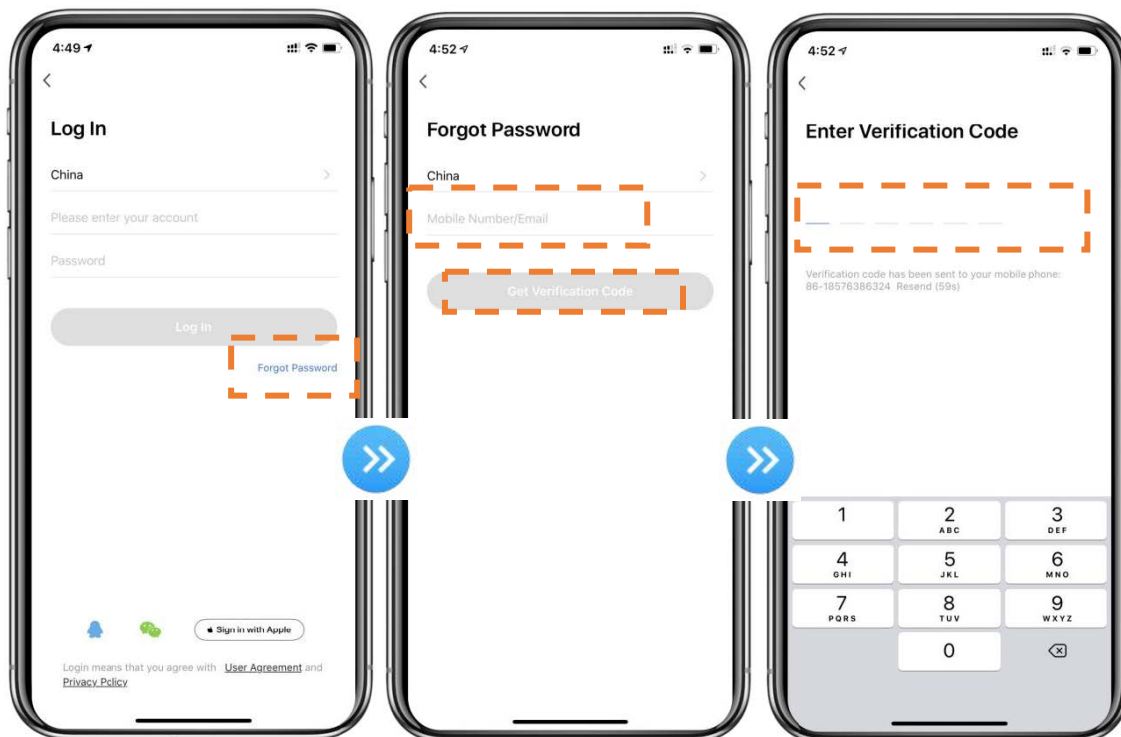 4:49
Log In
China
Please enter your account
Password
Log In
Forgot Password
Sign in with Apple
Login means that you agree with User Agreement and
Privacy Policy
4:52
Forgot Password
China
Mobile Number/Email
Get Verification Code
4:52
Enter Verification Code
Verification code has been sent to your mobile phone:
86-18576386324 Resend (59s)
1 2 3
ABC DEF
4 5 6
GHI JKL MNO
7 8 9
PQRS TUV WXYZ
0